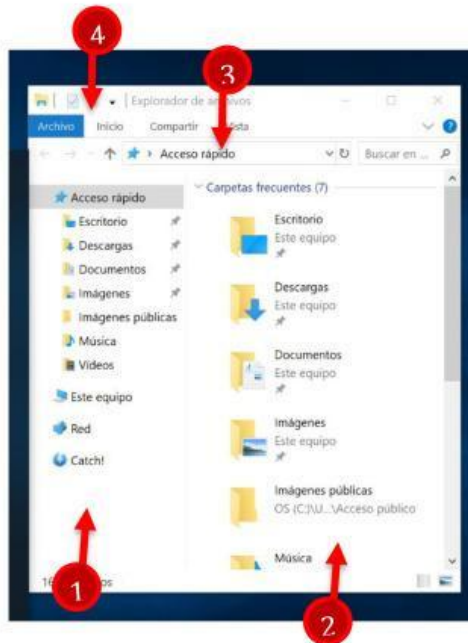 4
3
Explorador de archivos
Archivo Inicio Compartir Vista
Acceso rápido Buscar en ...
Acceso rápido
Escritorio
Descargas
Documentos
Imágenes
Imágenes públicas
Música
Vídeos
Este equipo
Red
Catch!
Carpetas frecuentes (7)
Escritorio
Este equipo
Descargas
Este equipo
Documentos
Este equipo
Imágenes
Este equipo
Imágenes públicas
OS (C:)\U...\Acceso público
Música
1
2